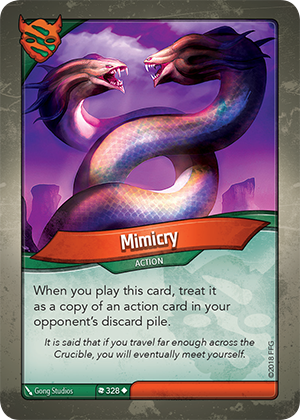 Mimicry
ACTION
When you play this card, treat it
as a copy of an action card in your
opponent's discard pile.
It is said that if you travel far enough across the
Crucible, you will eventually meet yourself.
Gong Studios
328
©2018 FFG